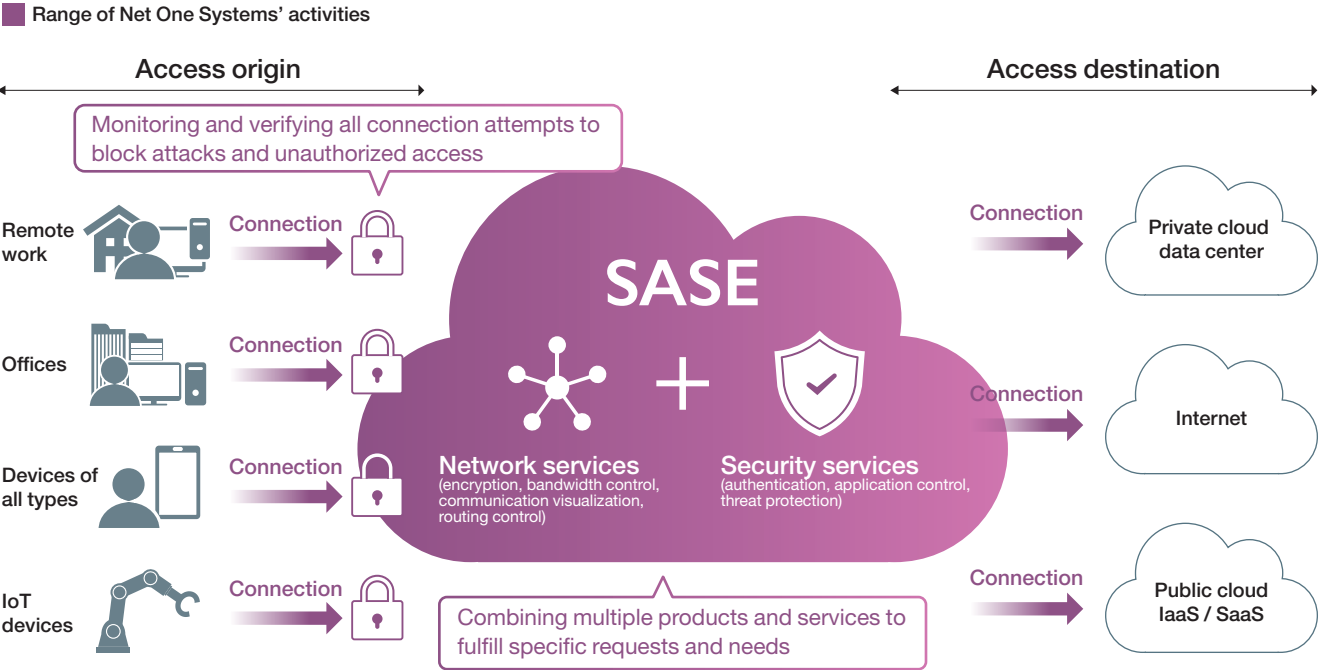 Range of Net One Systems’ activities
Access origin
Access destination
Monitoring and verifying all connection attempts to
block attacks and unauthorized access
Remote
work
Connection
Connection
Private cloud
data center
SASE
Offices
Connection
Connection
Internet
Devices of
all types
Connection
Network services
(encryption, bandwidth control,
communication visualization,
routing control)
Security services
(authentication, application control,
threat protection)
IoT
devices
Connection
Connection
Public cloud
IaaS / SaaS
Combining multiple products and services to
fulfill specific requests and needs